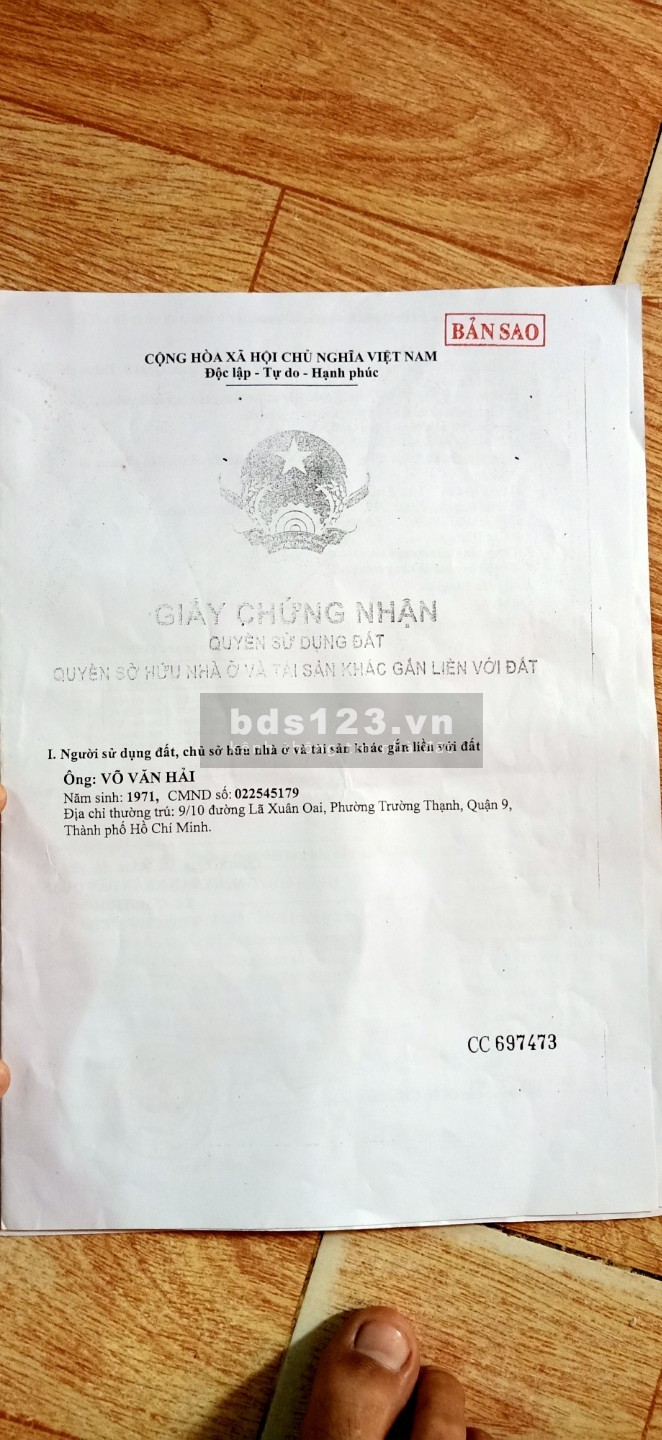 BẢN SAO
CỘNG HÒA XÃ HỘI CHỦ NGHĨA VIỆT NAM
Độc lập - Tự do - Hạnh phúc
GIẤY CHỨNG NHẬN
QUYỀN SỬ DỤNG ĐẤT
QUYỀN SỞ HỮU NHÀ Ở VÀ TÀI SẢN KHÁC GẮN LIỀN VỚI ĐẤT
bds123.vn
I. Người sử dụng đất, chủ sở hữu nhà ở và tài sản khác gắn liền với đất
Ông: VÕ VĂN HẢI
Năm sinh: 1971, CMND số: 022545179
Địa chỉ thường trú: 9/10 đường Lã Xuân Oai, Phường Trường Thạnh, Quận 9,
Thành phố Hồ Chí Minh.
CC 697473